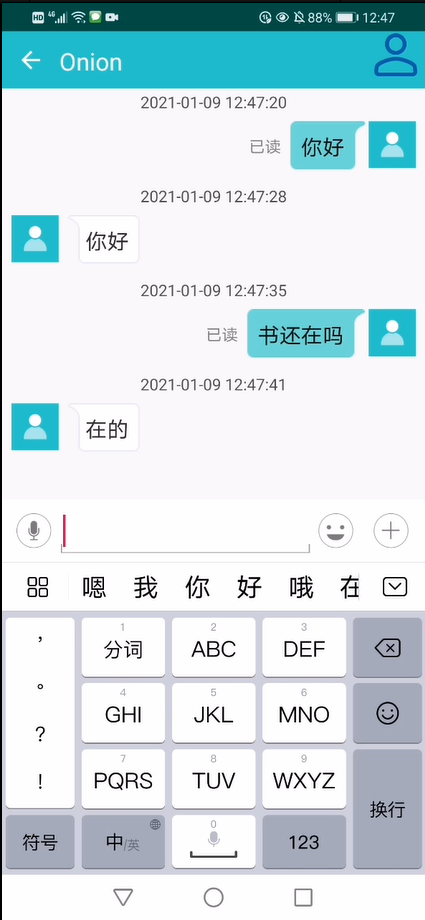 HD 4G 88% 12:47
Onion
2021-01-09 12:47:20
已读 你好
2021-01-09 12:47:28
你好
2021-01-09 12:47:35
已读 书还在吗
2021-01-09 12:47:41
在的
嗯 我 你 好 哦 在
， 1 分词 2 ABC 3 DEF
。 4 GHI 5 JKL 6 MNO
？ 7 PQRS 8 TUV 9 WXYZ 换行
！
符号 中/英 0 123